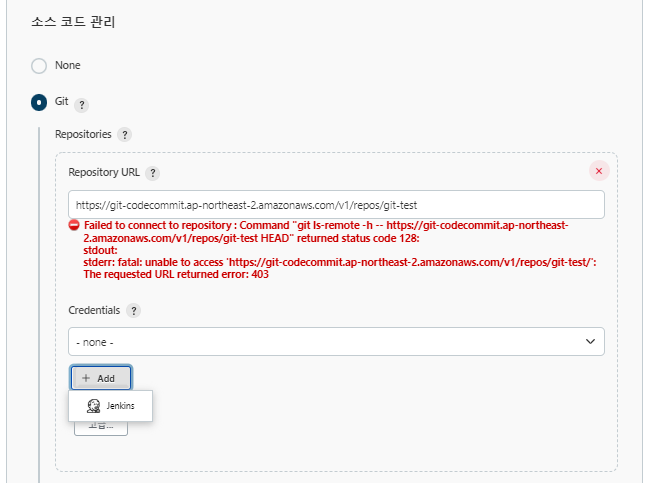 소스 코드 관리
None
Git ?
Repositories ?
Repository URL ?
https://git-codecommit.ap-northeast-2.amazonaws.com/v1/repos/git-test
Failed to connect to repository : Command "git ls-remote -h -- https://git-codecommit.ap-northeast-
2.amazonaws.com/v1/repos/git-test HEAD" returned status code 128:
stdout:
stderr: fatal: unable to access 'https://git-codecommit.ap-northeast-2.amazonaws.com/v1/repos/git-test/':
The requested URL returned error: 403
Credentials ?
- none -
+ Add
Jenkins
고급...